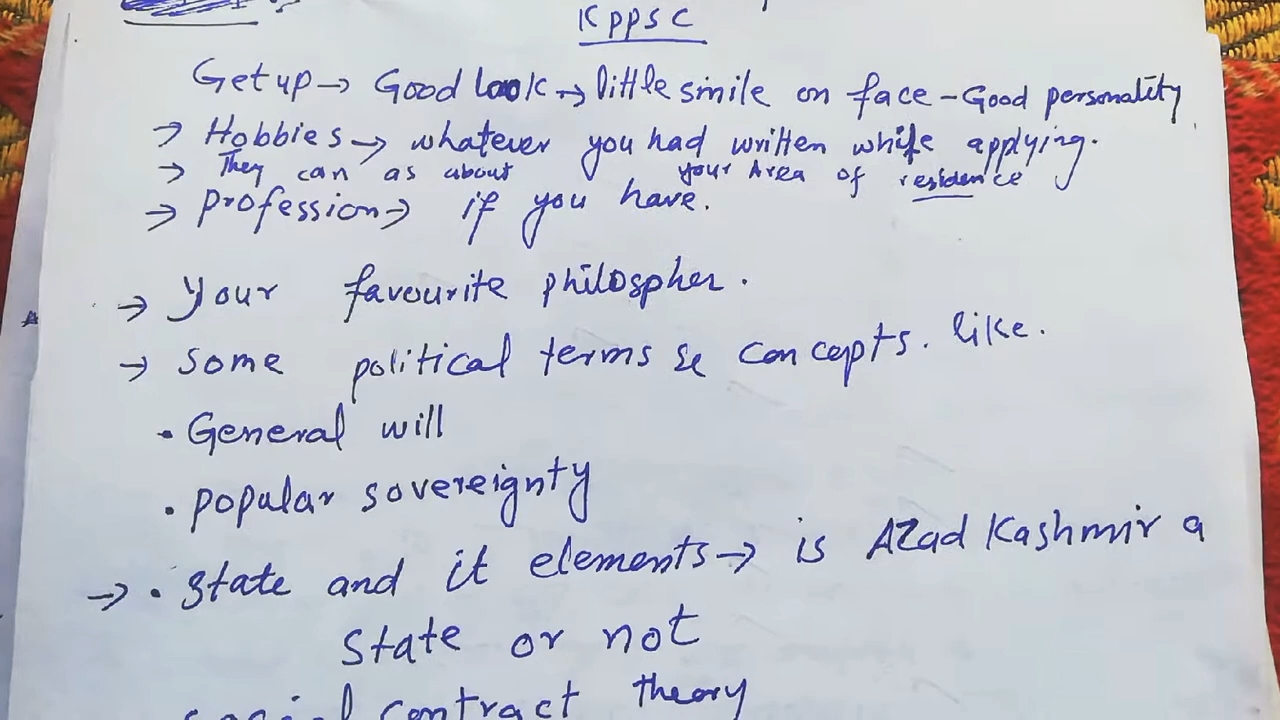 KPPSC
Getup → Good look → little smile on face - Good personality
→ Hobbies → whatever you had written while applying.
→ They can as about your Area of residence
→ profession → if you have.
→ your favourite philospher.
→ some political terms se concepts. like.
• General will
• popular sovereignty
→ • state and it elements → is Azad Kashmir a
state or not
social contract theory